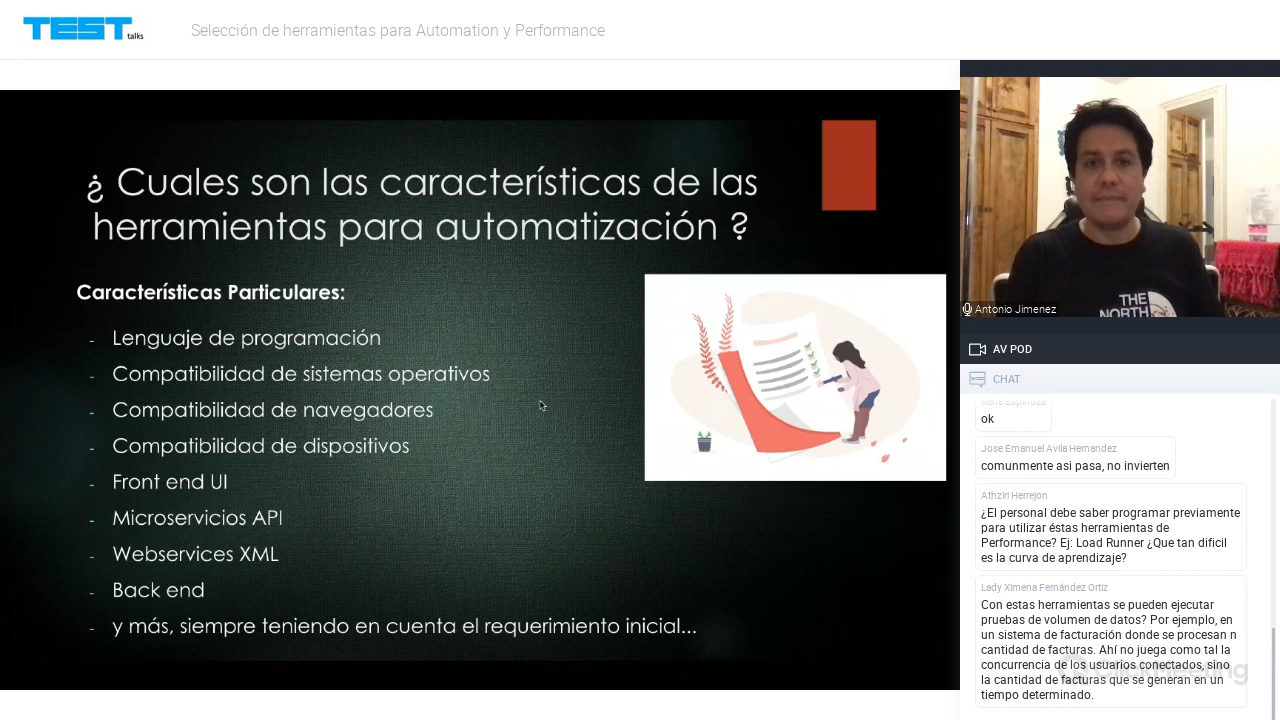 TEST
talks
Selección de herramientas para Automation y Performance
¿ Cuales son las características de las
herramientas para automatización ?
Características Particulares:
- Lenguaje de programación
- Compatibilidad de sistemas operativos
- Compatibilidad de navegadores
- Compatibilidad de dispositivos
- Front end UI
- Microservicios API
- Webservices XML
- Back end
- y más, siempre teniendo en cuenta el requerimiento inicial...
THE
NORTH
Antonio Jimenez
AV POD
CHAT
ok
Jose Emanuel Avila Hernandez
comunmente asi pasa, no invierten
Athziri Herrejon
¿El personal debe saber programar previamente
para utilizar éstas herramientas de
Performance? Ej: Load Runner ¿Que tan dificil
es la curva de aprendizaje?
Lady Ximena Fernández Ortiz
Con estas herramientas se pueden ejecutar
pruebas de volumen de datos? Por ejemplo, en
un sistema de facturación donde se procesan n
cantidad de facturas. Ahí no juega como tal la
concurrencia de los usuarios conectados, sino
la cantidad de facturas que se generan en un
tiempo determinado.
ClickMeeting